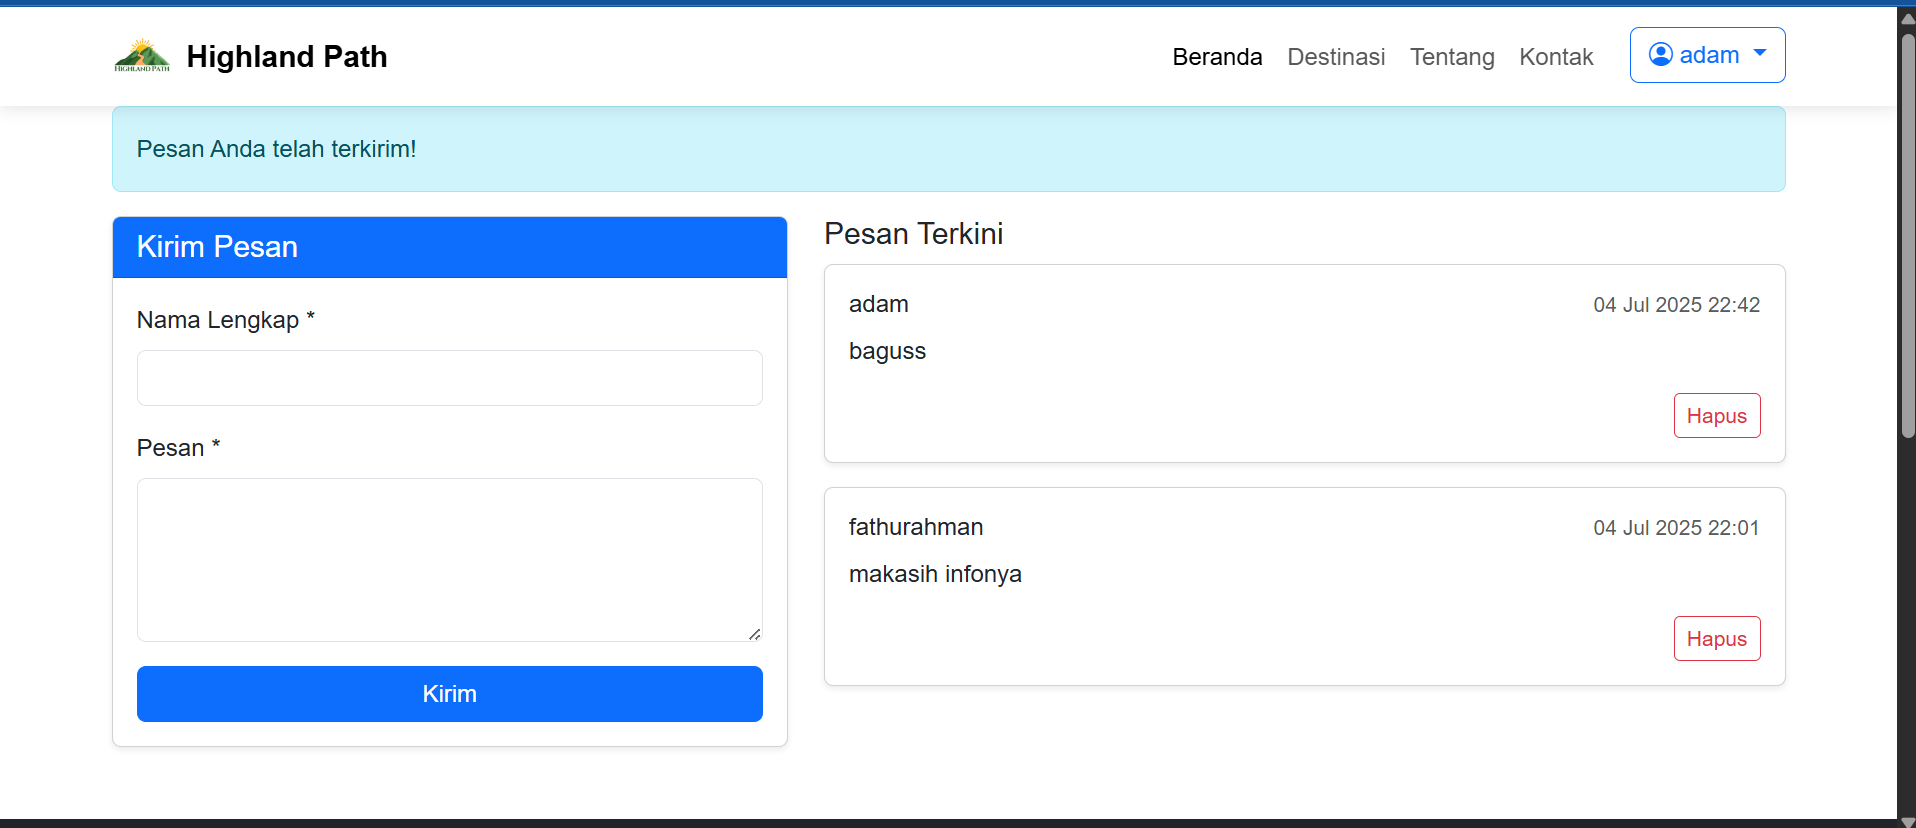 HIGHLAND PATH
Highland Path
Beranda
Destinasi
Tentang
Kontak
adam
Pesan Anda telah terkirim!
Kirim Pesan
Nama Lengkap *
Pesan *
Kirim
Pesan Terkini
adam
04 Jul 2025 22:42
baguss
Hapus
fathurahman
04 Jul 2025 22:01
makasih infonya
Hapus